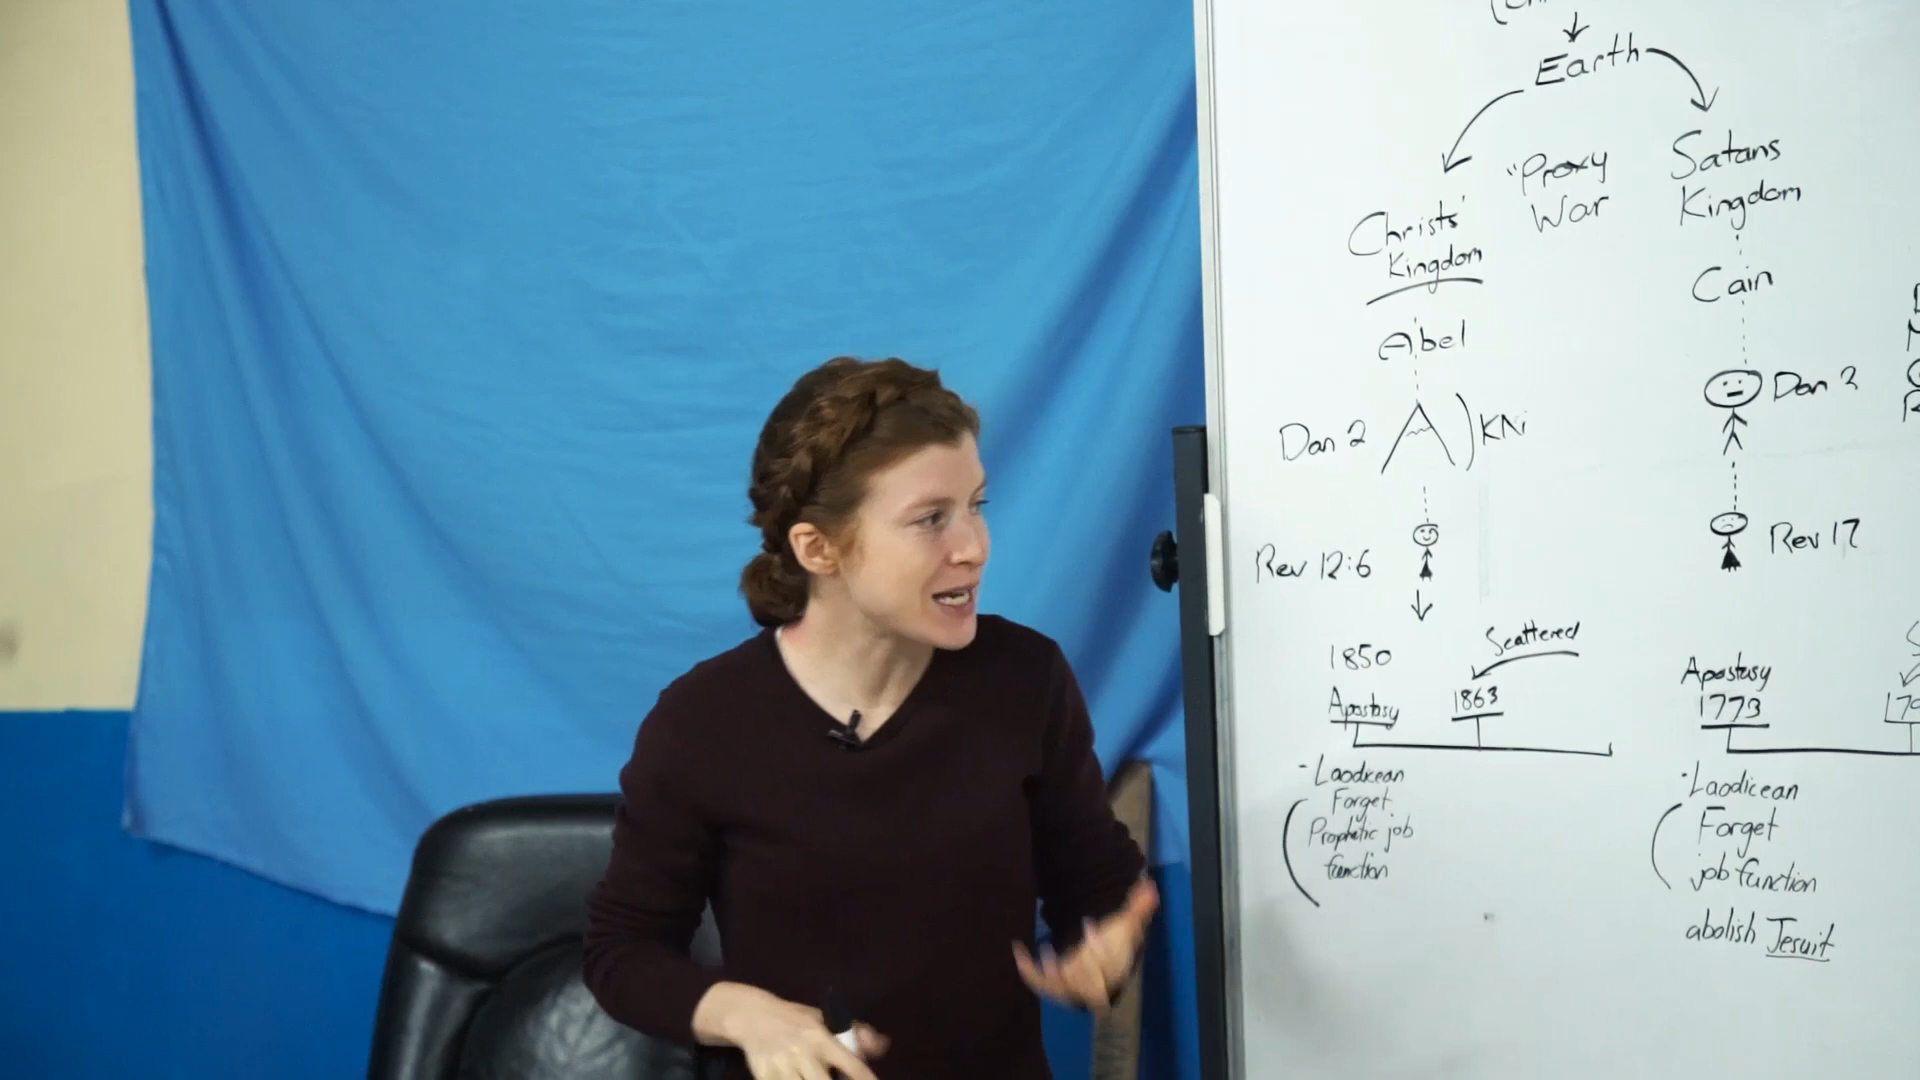 Earth
"Proxy
War
Satans
Kingdom
Christs'
Kingdom
Cain
Abel
Dan 2
KNi
Dan 2
Rev 12:6
Rev 17
Scattered
1850
Apostasy
1863
Apostasy
1773
-Laodicean
Forget
Prophetic job
function
-Laodicean
Forget
job function
abolish Jesuit